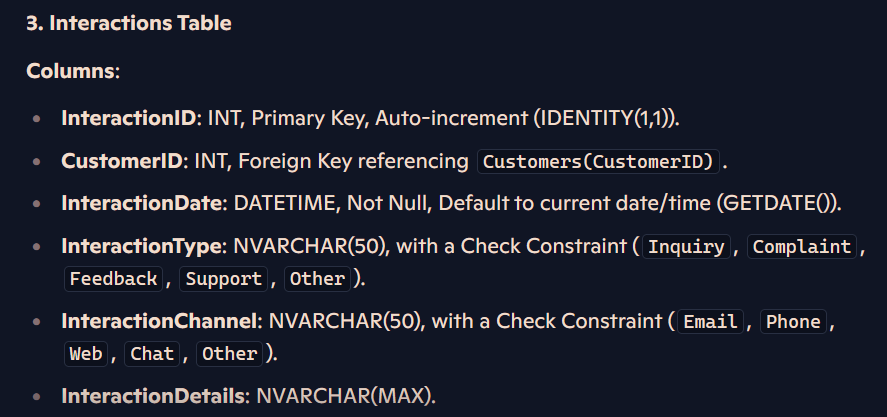 3. Interactions Table
Columns:
• InteractionID: INT, Primary Key, Auto-increment (IDENTITY(1,1)).
• CustomerID: INT, Foreign Key referencing Customers(CustomerID).
• InteractionDate: DATETIME, Not Null, Default to current date/time (GETDATE()).
• InteractionType: NVARCHAR(50), with a Check Constraint (Inquiry, Complaint,
Feedback, Support, Other).
• InteractionChannel: NVARCHAR(50), with a Check Constraint (Email, Phone,
Web, Chat, Other).
• InteractionDetails: NVARCHAR(MAX).